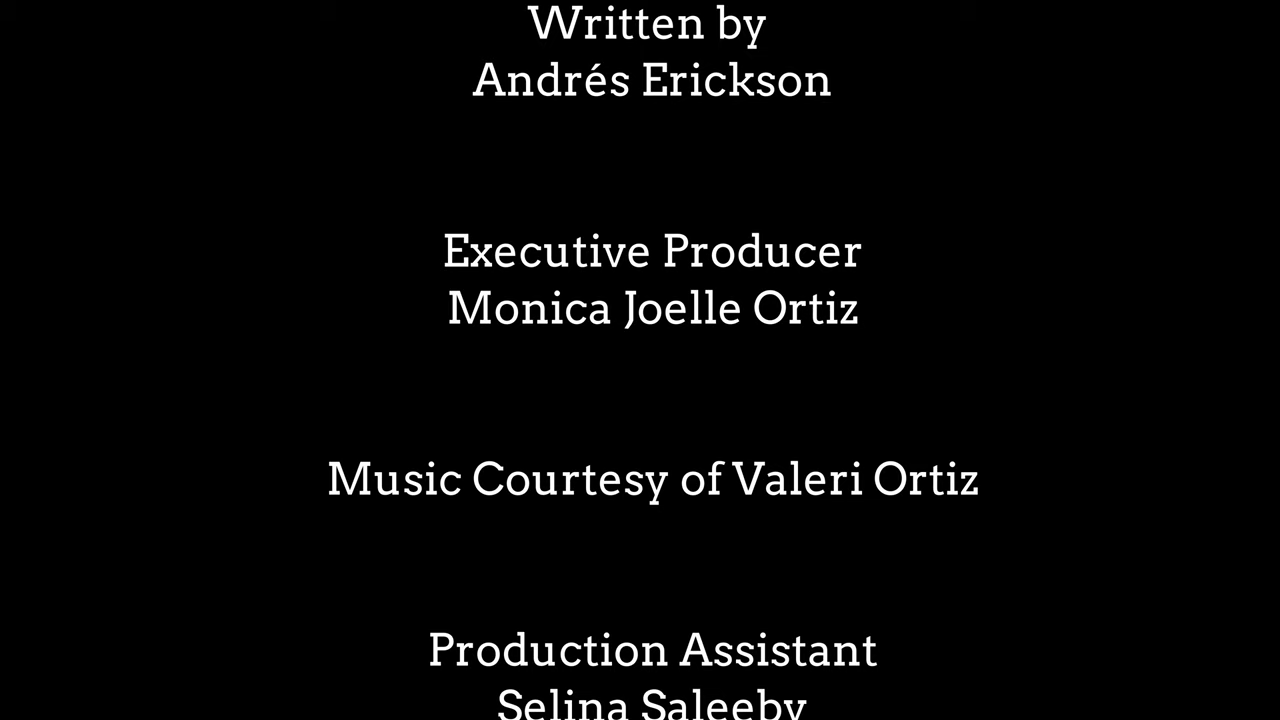 Written by
Andrés Erickson
Executive Producer
Monica Joelle Ortiz
Music Courtesy of Valeri Ortiz
Production Assistant
Selina Saleeby